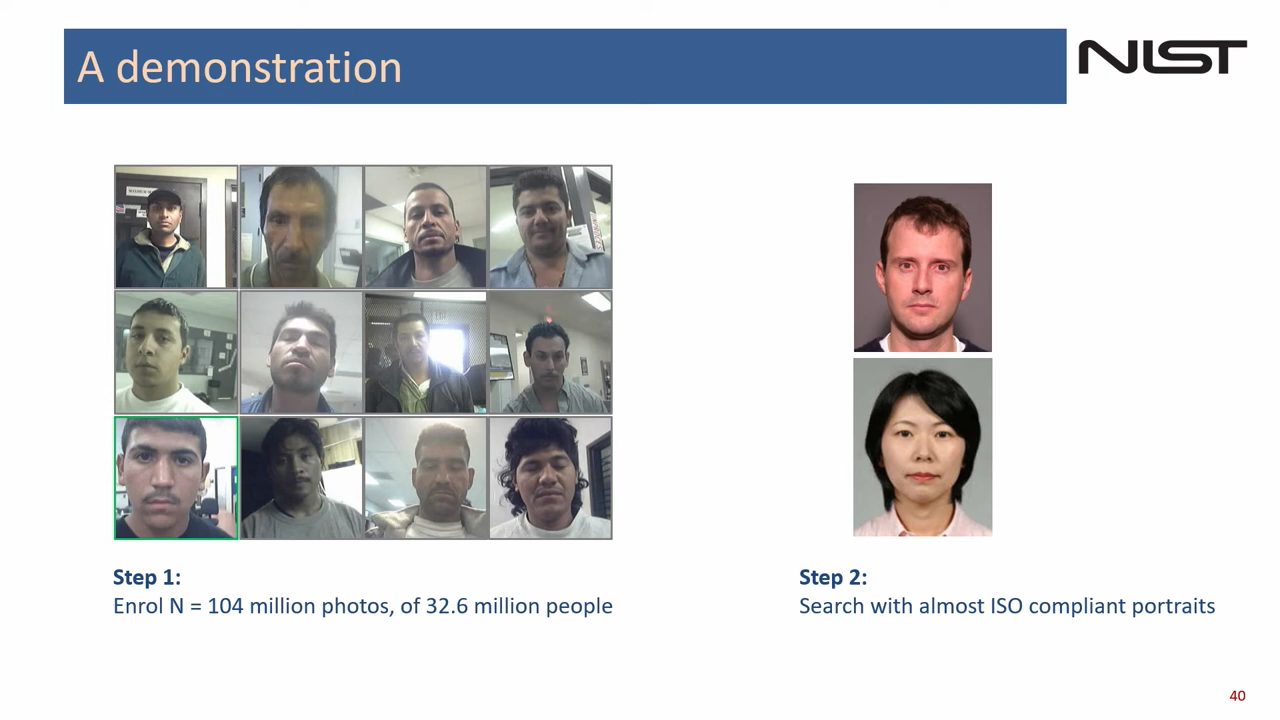 A demonstration
NIST
Step 1:
Enrol N = 104 million photos, of 32.6 million people
Step 2:
Search with almost ISO compliant portraits
40